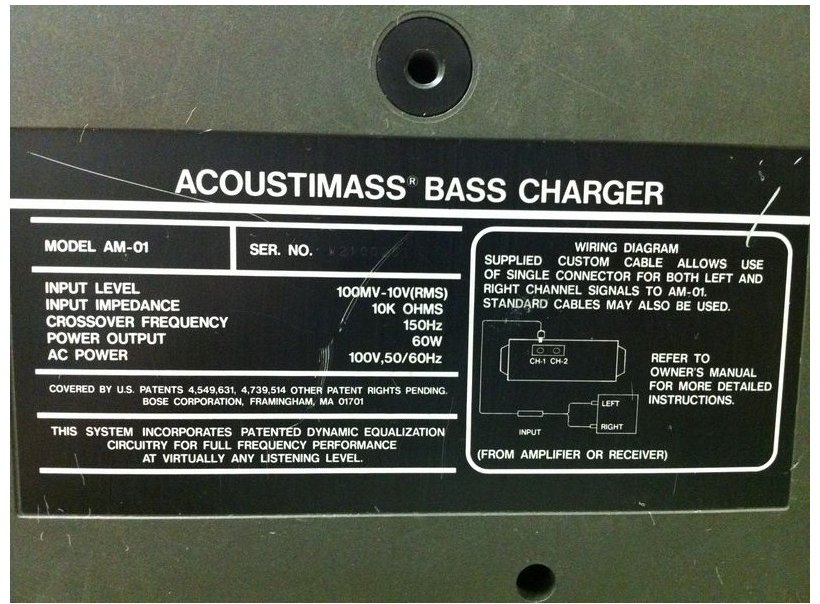 ACOUSTIMASS® BASS CHARGER
MODEL AM-01
SER. NO.
INPUT LEVEL 100MV-10V(RMS)
INPUT IMPEDANCE 10K OHMS
CROSSOVER FREQUENCY 150Hz
POWER OUTPUT 60W
AC POWER 100V,50/60Hz
COVERED BY U.S. PATENTS 4,549,631, 4,739,514 OTHER PATENT RIGHTS PENDING.
BOSE CORPORATION, FRAMINGHAM, MA 01701
THIS SYSTEM INCORPORATES PATENTED DYNAMIC EQUALIZATION
CIRCUITRY FOR FULL FREQUENCY PERFORMANCE
AT VIRTUALLY ANY LISTENING LEVEL.
WIRING DIAGRAM
SUPPLIED CUSTOM CABLE ALLOWS USE
OF SINGLE CONNECTOR FOR BOTH LEFT AND
RIGHT CHANNEL SIGNALS TO AM-01.
STANDARD CABLES MAY ALSO BE USED.
CH-1 CH-2
REFER TO
OWNER'S MANUAL
FOR MORE DETAILED
INSTRUCTIONS.
LEFT
RIGHT
INPUT
(FROM AMPLIFIER OR RECEIVER)